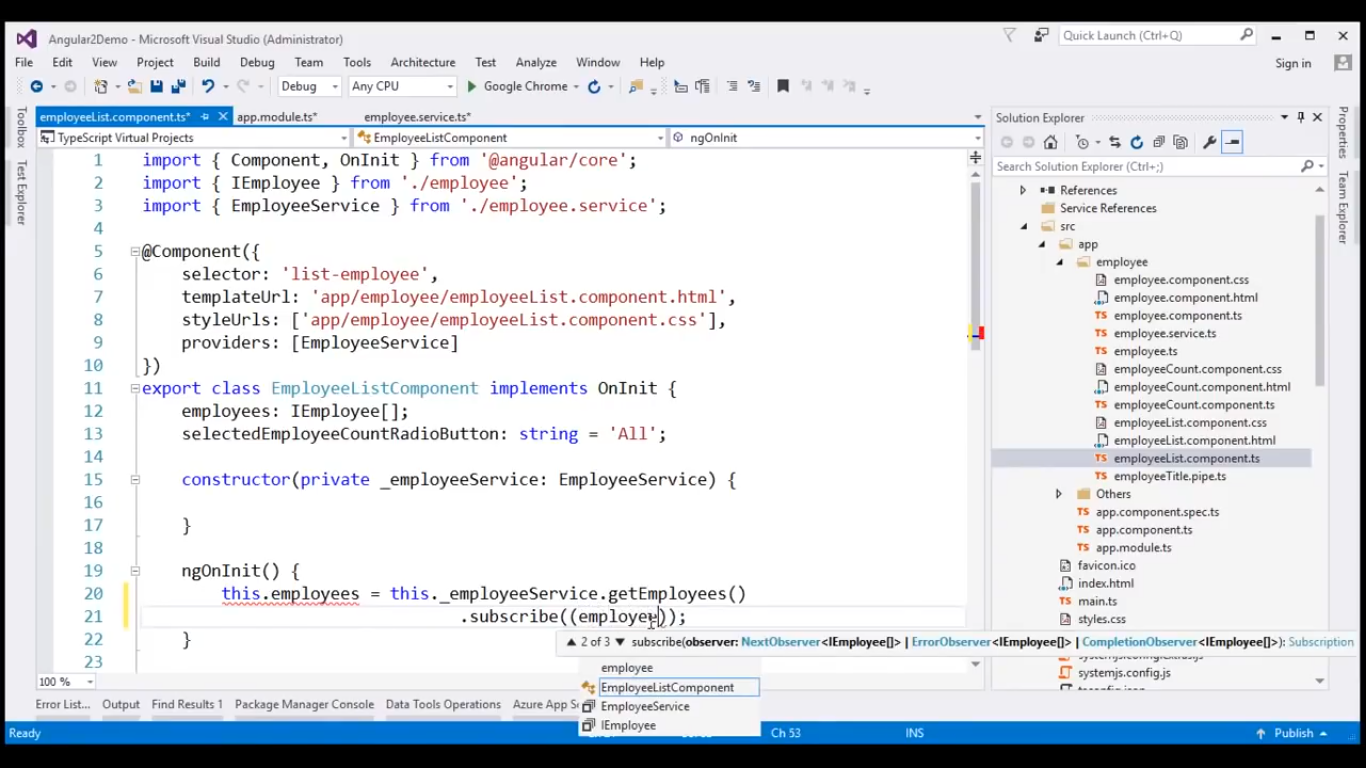 Angular2Demo - Microsoft Visual Studio (Administrator)
Quick Launch (Ctrl+Q)
File Edit View Project Build Debug Team Tools Architecture Test Analyze Window Help
Sign in
Debug Any CPU Google Chrome
Toolbox
Test Explorer
employeeList.component.ts* app.module.ts* employee.service.ts*
TypeScript Virtual Projects EmployeeListComponent ngOnInit
1 import { Component, OnInit } from '@angular/core';
2 import { IEmployee } from './employee';
3 import { EmployeeService } from './employee.service';
4
5 @Component({
6 selector: 'list-employee',
7 templateUrl: 'app/employee/employeeList.component.html',
8 styleUrls: ['app/employee/employeeList.component.css'],
9 providers: [EmployeeService]
10 })
11 export class EmployeeListComponent implements OnInit {
12 employees: IEmployee[];
13 selectedEmployeeCountRadioButton: string = 'All';
14
15 constructor(private _employeeService: EmployeeService) {
16
17 }
18
19 ngOnInit() {
20 this.employees = this._employeeService.getEmployees()
21 .subscribe((employee));
22 }
23
2 of 3 subscribe(observer: NextObserver<IEmployee[]> | ErrorObserver<IEmployee[]> | CompletionObserver<IEmployee[]>): Subscription
employee
EmployeeListComponent
EmployeeService
IEmployee
100 %
Error List... Output Find Results 1 Package Manager Console Data Tools Operations Azure App Se
Ready Ch 53 INS Publish
Solution Explorer
Search Solution Explorer (Ctrl+;)
References
Service References
src
app
employee
employee.component.css
employee.component.html
employee.component.ts
employee.service.ts
employee.ts
employeeCount.component.css
employeeCount.component.html
employeeCount.component.ts
employeeList.component.css
employeeList.component.html
employeeList.component.ts
employeeTitle.pipe.ts
Others
app.component.spec.ts
app.component.ts
app.module.ts
favicon.ico
index.html
main.ts
styles.css
systemjs.config.js
Properties
Team Explorer